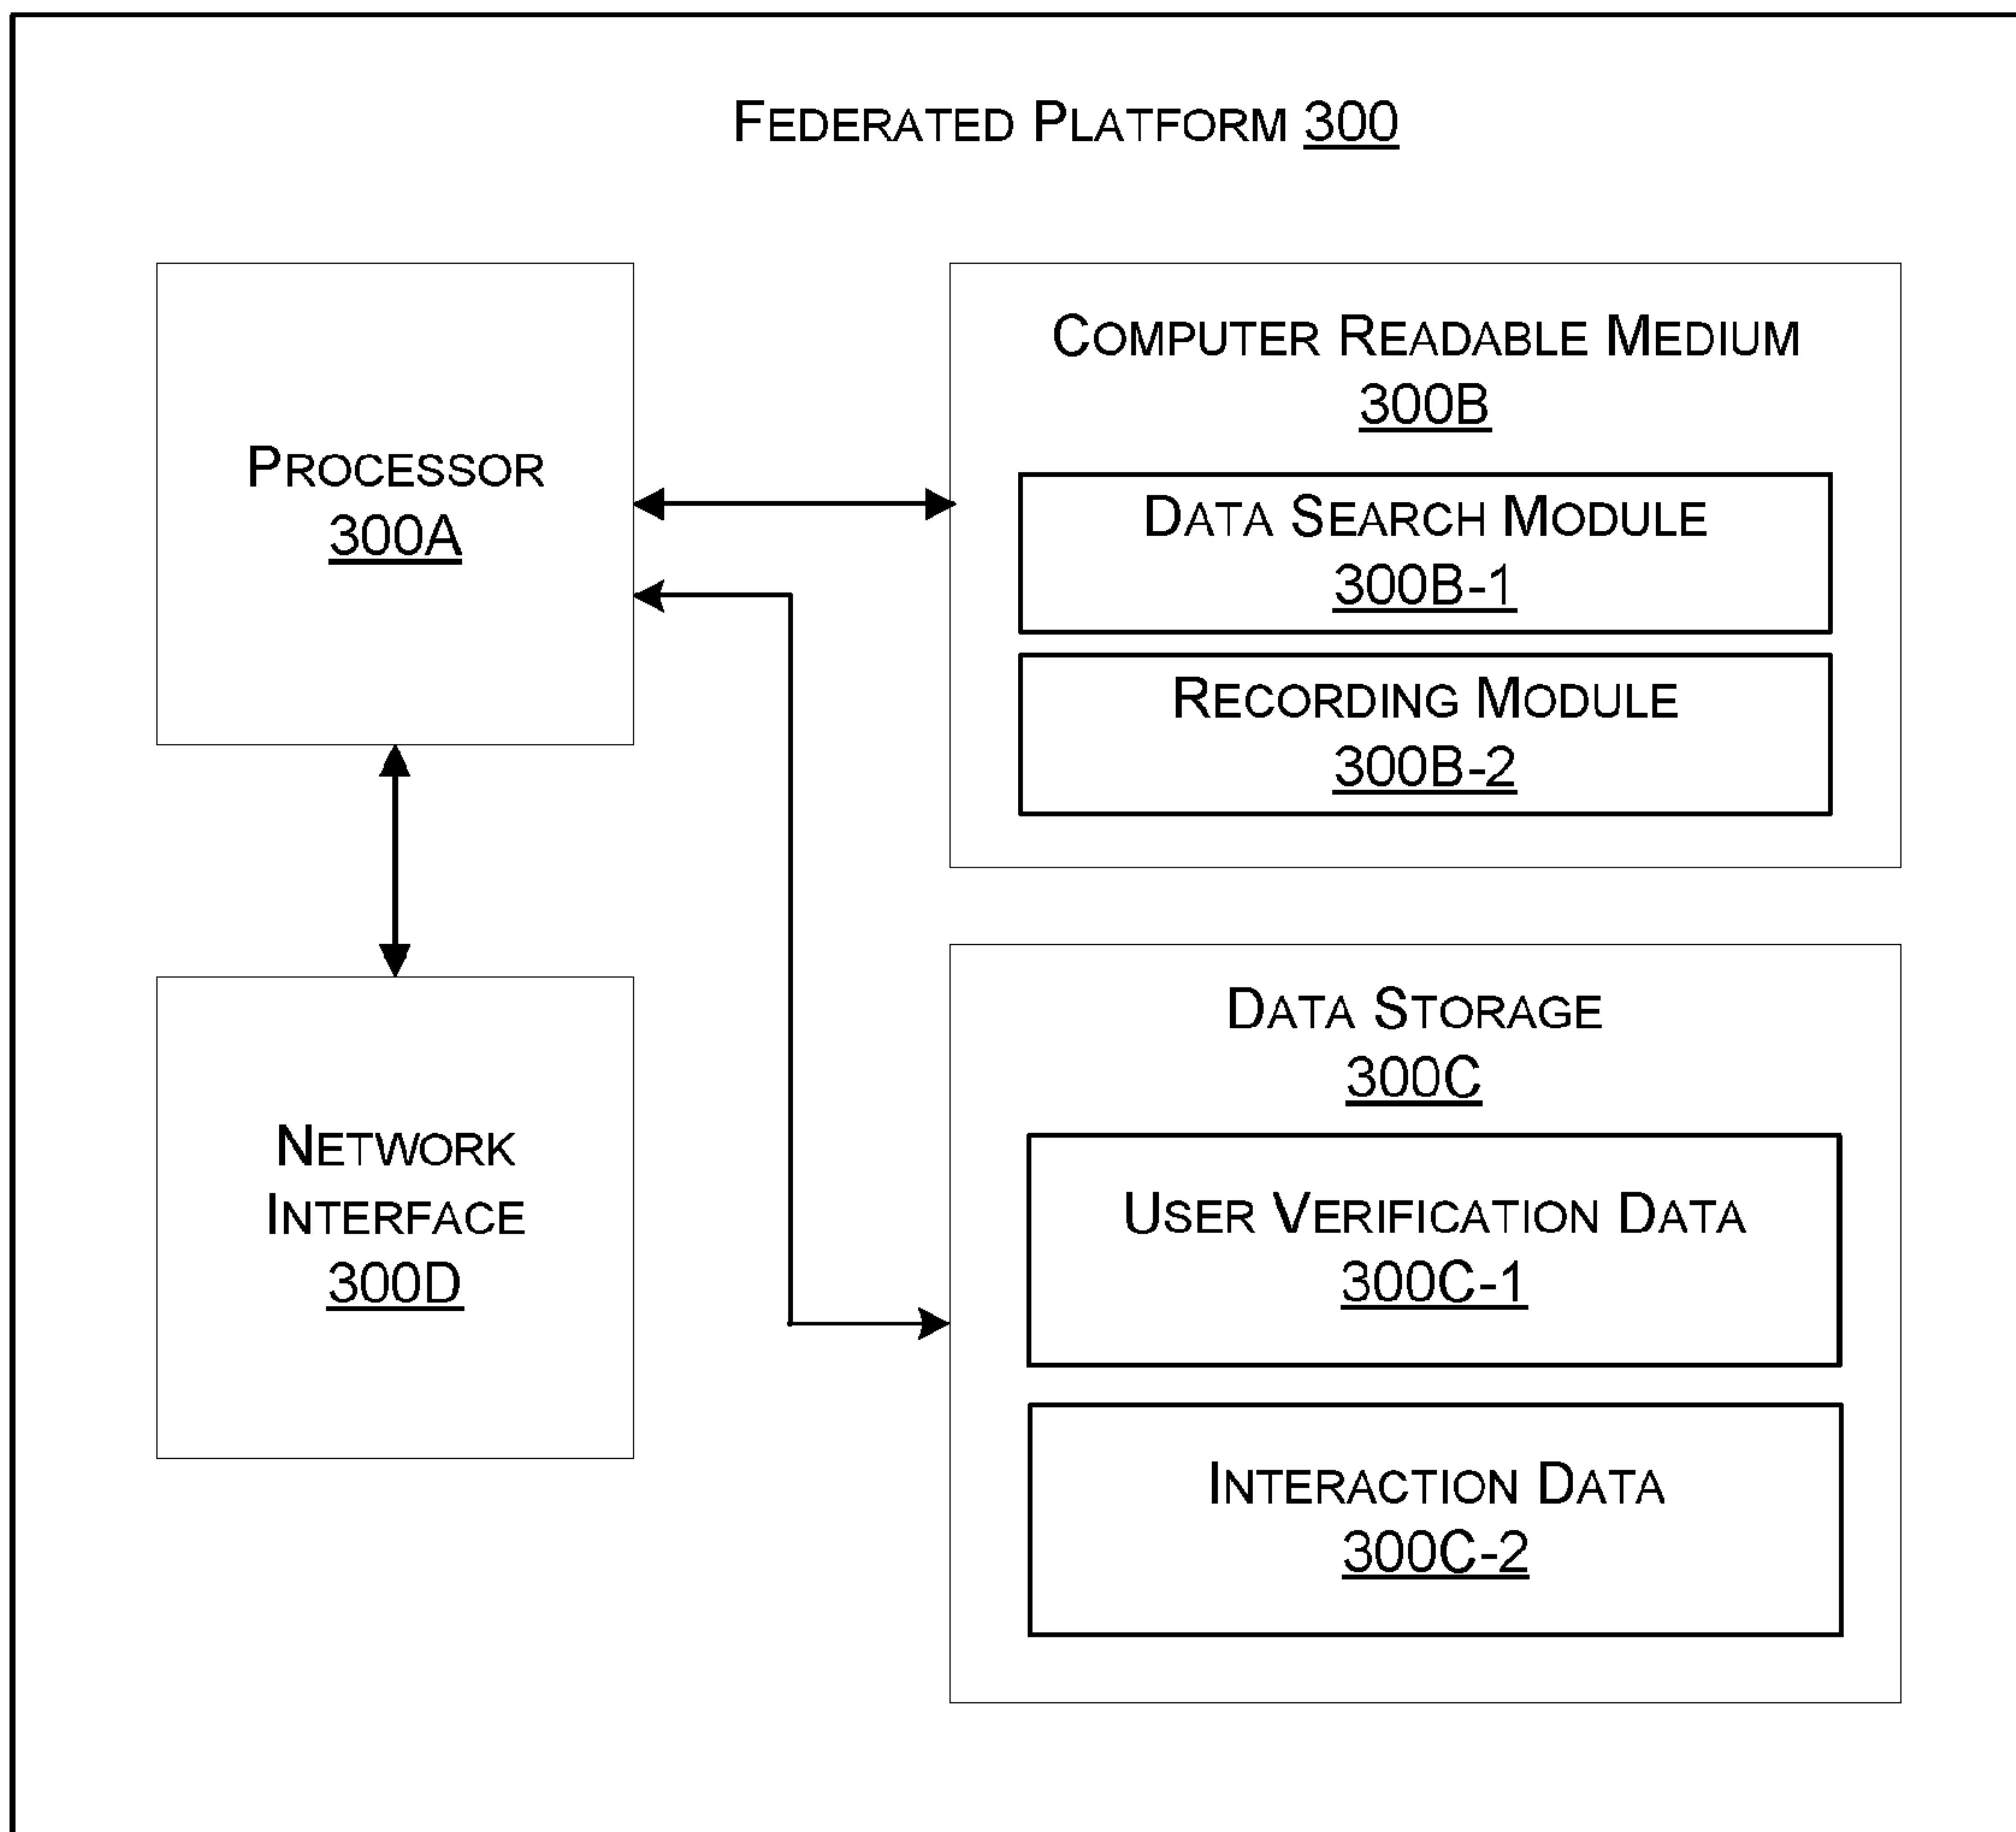 FEDERATED PLATFORM 300
PROCESSOR
300A
COMPUTER READABLE MEDIUM
300B
DATA SEARCH MODULE
300B-1
RECORDING MODULE
300B-2
NETWORK
INTERFACE
300D
DATA STORAGE
300C
USER VERIFICATION DATA
300C-1
INTERACTION DATA
300C-2